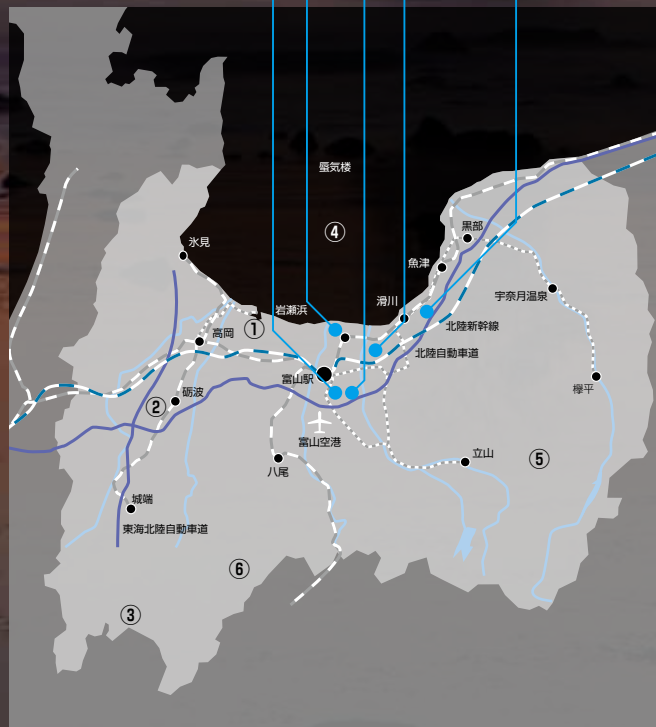 蜃気楼
④
氷見
黒部
魚津
宇奈月温泉
岩瀬浜
滑川
①
北陸新幹線
高岡
北陸自動車道
富山駅
欅平
砺波
②
富山空港
立山
⑤
八尾
城端
東海北陸自動車道
⑥
③